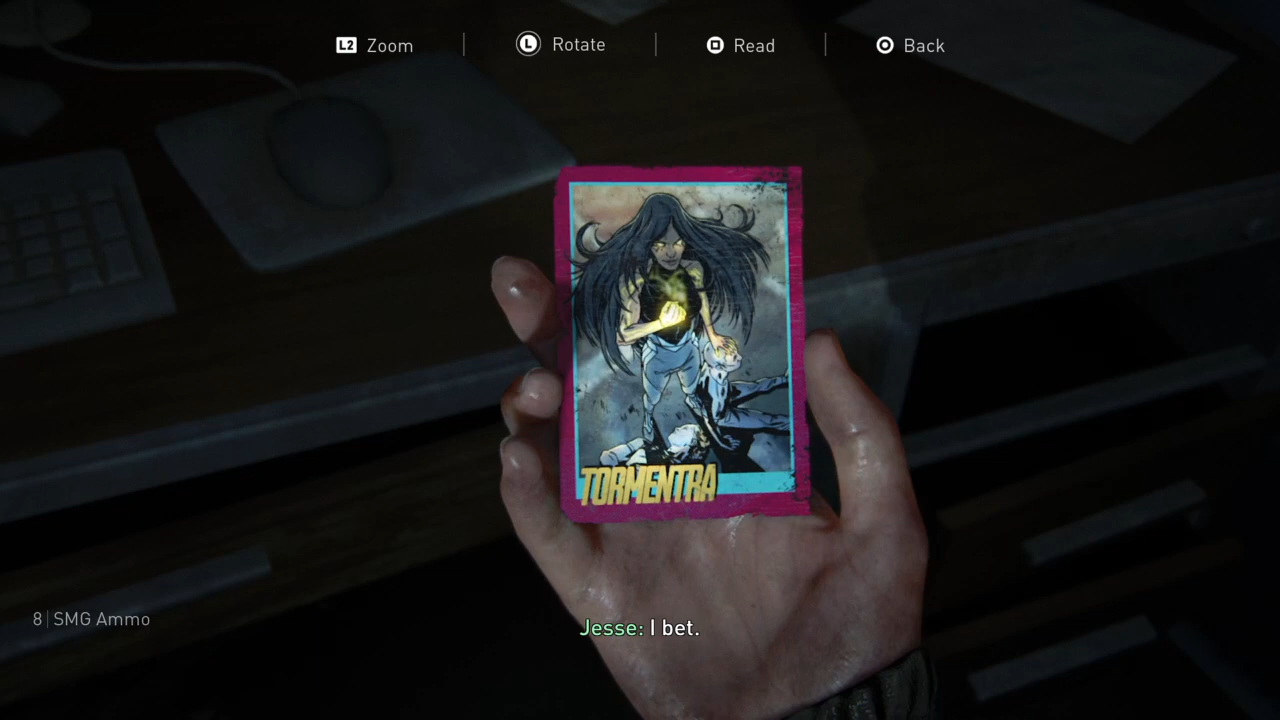 L2 Zoom | L Rotate | Read | Back
TORMENTRA
8 | SMG Ammo
Jesse: I bet.